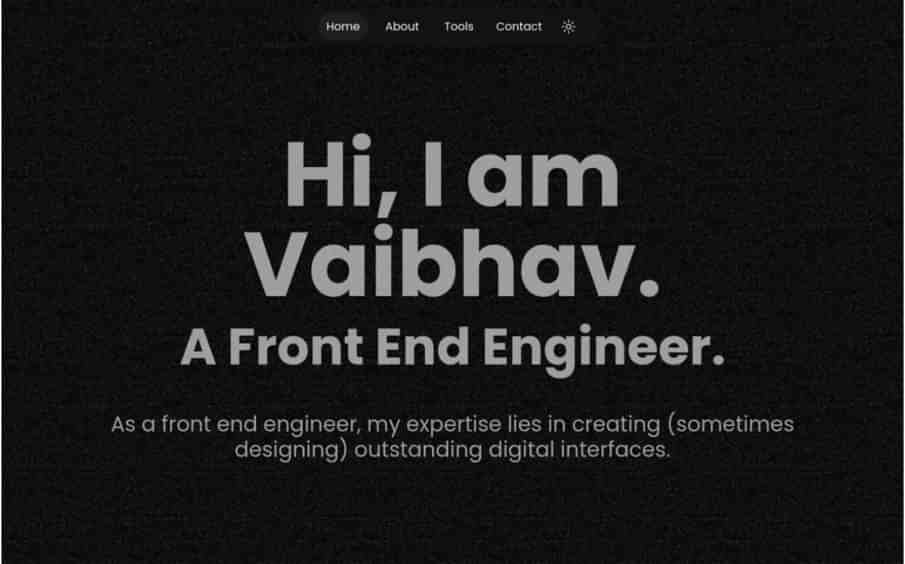 Home About Tools Contact
Hi, I am
Vaibhav.
A Front End Engineer.
As a front end engineer, my expertise lies in creating (sometimes
designing) outstanding digital interfaces.